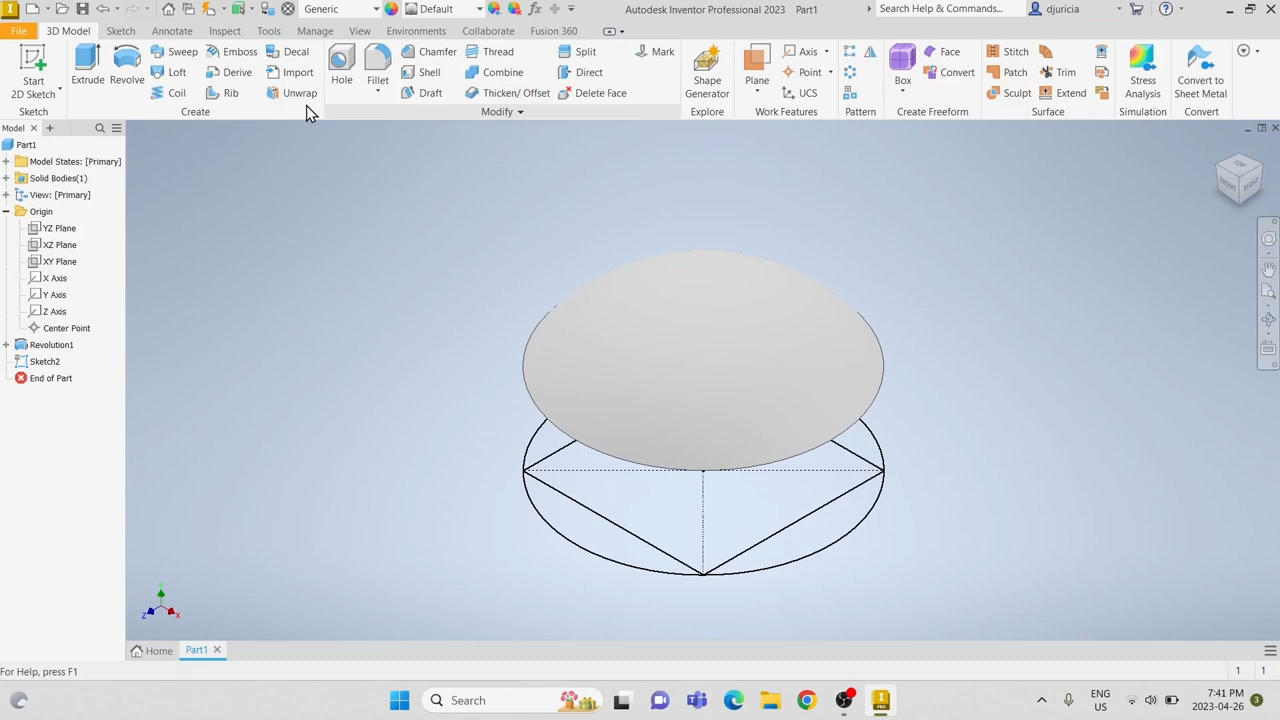 Generic
Default
Autodesk Inventor Professional 2023 Part1
Search Help & Commands...
djuricia
File
3D Model
Sketch
Annotate
Inspect
Tools
Manage
View
Environments
Collaborate
Fusion 360
Start
2D Sketch
Extrude
Revolve
Sweep
Emboss
Decal
Loft
Derive
Import
Coil
Rib
Unwrap
Hole
Fillet
Chamfer
Thread
Split
Mark
Shell
Combine
Direct
Draft
Thicken/ Offset
Delete Face
Shape
Generator
Plane
Axis
Point
UCS
Box
Face
Convert
Stitch
Patch
Trim
Sculpt
Extend
Stress
Analysis
Convert to
Sheet Metal
Sketch
Create
Modify
Explore
Work Features
Pattern
Create Freeform
Surface
Simulation
Convert
Model
Part1
Model States: [Primary]
Solid Bodies(1)
View: [Primary]
Origin
YZ Plane
XZ Plane
XY Plane
X Axis
Y Axis
Z Axis
Center Point
Revolution1
Sketch2
End of Part
TOP
FRONT
RIGHT
Y
Z
X
Home
Part1
For Help, press F1
1
1
Search
PRO
ENG
US
7:41 PM
2023-04-26
3